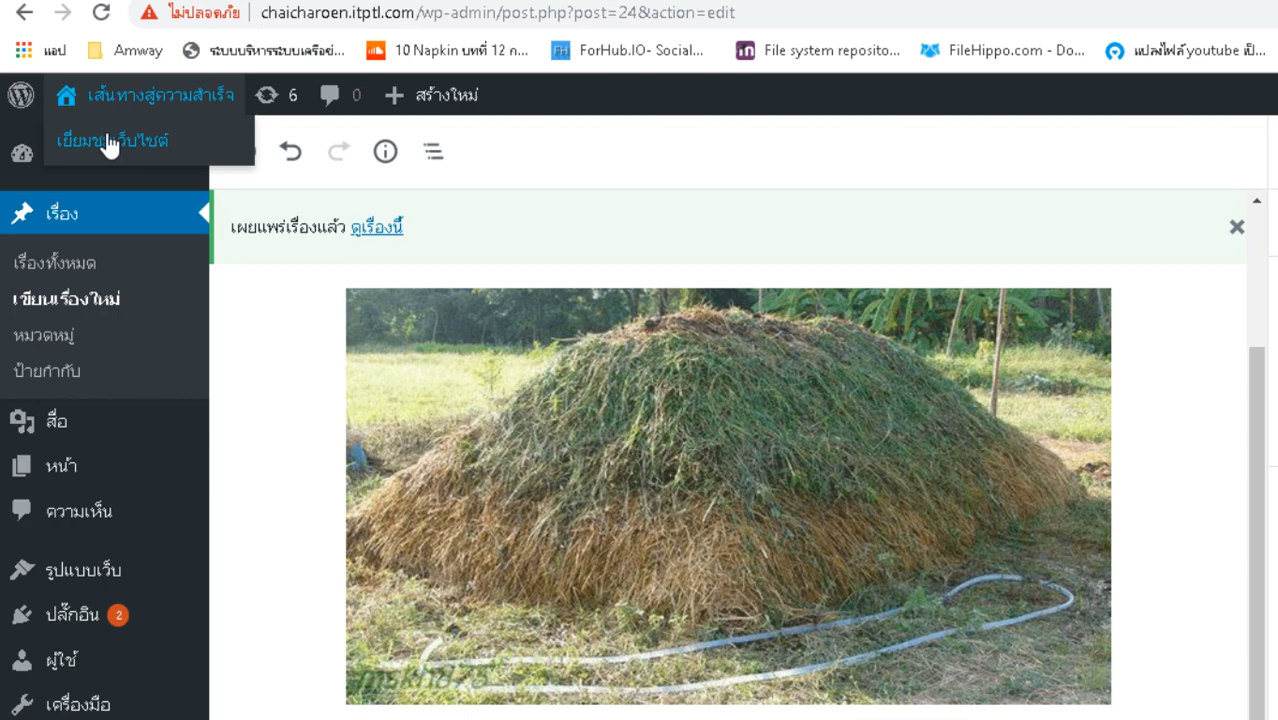 ไม่ปลอดภัย chaicharoen.itptl.com/wp-admin/post.php?post=24&action=edit
แอป Amway ระบบบริหารระบบเครือข่... 10 Napkin บทที่ 12 ก... ForHub.IO- Social... File system reposito... FileHippo.com - Do... แปลงไฟล์ youtube เป็...
เส้นทางสู่ความสำเร็จ 6 0 สร้างใหม่
เยี่ยมชมเว็บไซต์
เรื่อง
เผยแพร่เรื่องแล้ว ดูเรื่องนี้
เรื่องทั้งหมด
เขียนเรื่องใหม่
หมวดหมู่
ป้ายกำกับ
สื่อ
หน้า
ความเห็น
รูปแบบเว็บ
ปลั๊กอิน 2
ผู้ใช้
เครื่องมือ